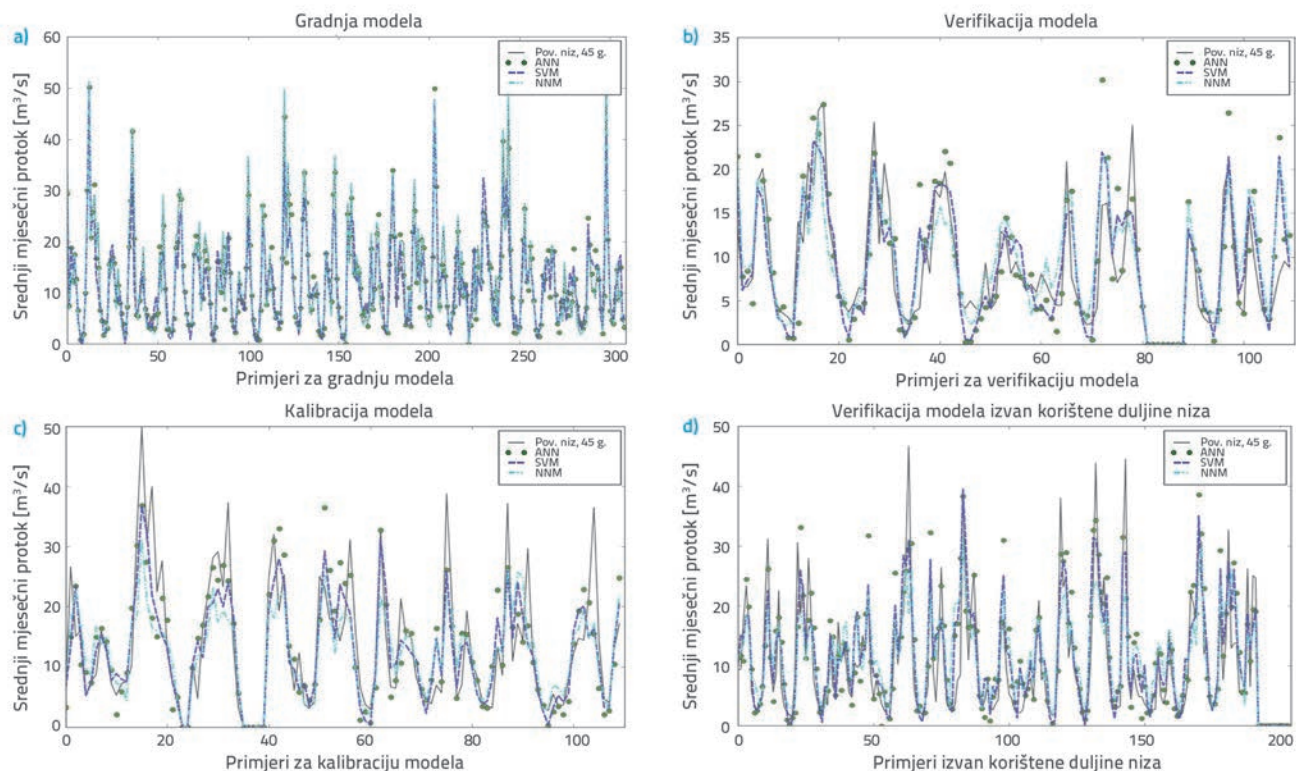 a)
Gradnja modela
Srednji mjesečni protok [m³/s]
60
50
40
30
20
10
0
Pov. niz, 45 g.
ANN
SVM
NNM
0 50 100 150 200 250 300
Primjeri za gradnju modela
b)
Verifikacija modela
Srednji mjesečni protok [m³/s]
35
30
25
20
15
10
5
0
Pov. niz, 45 g.
ANN
SVM
NNM
0 20 40 60 80 100
Primjeri za verifikaciju modela
c)
Kalibracija modela
Srednji mjesečni protok [m³/s]
50
40
30
20
10
0
Pov. niz, 45 g.
ANN
SVM
NNM
0 20 40 60 80 100
Primjeri za kalibraciju modela
d)
Verifikacija modela izvan korištene duljine niza
Srednji mjesečni protok [m³/s]
50
40
30
20
10
0
Pov. niz, 45 g.
ANN
SVM
NNM
0 50 100 150 200
Primjeri izvan korištene duljine niza